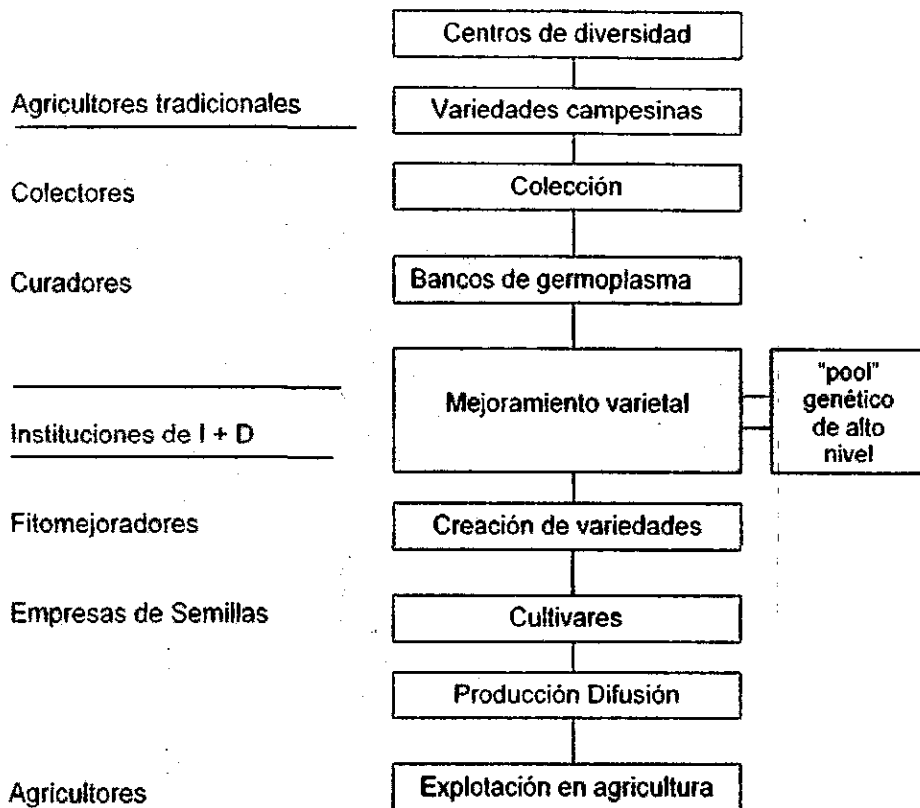 Centros de diversidad
Agricultores tradicionales
Variedades campesinas
Colectores
Colección
Curadores
Bancos de germoplasma
Mejoramiento varietal
"pool"
genético
de alto
nivel
Instituciones de I + D
Fitomejoradores
Creación de variedades
Empresas de Semillas
Cultivares
Producción Difusión
Agricultores
Explotación en agricultura